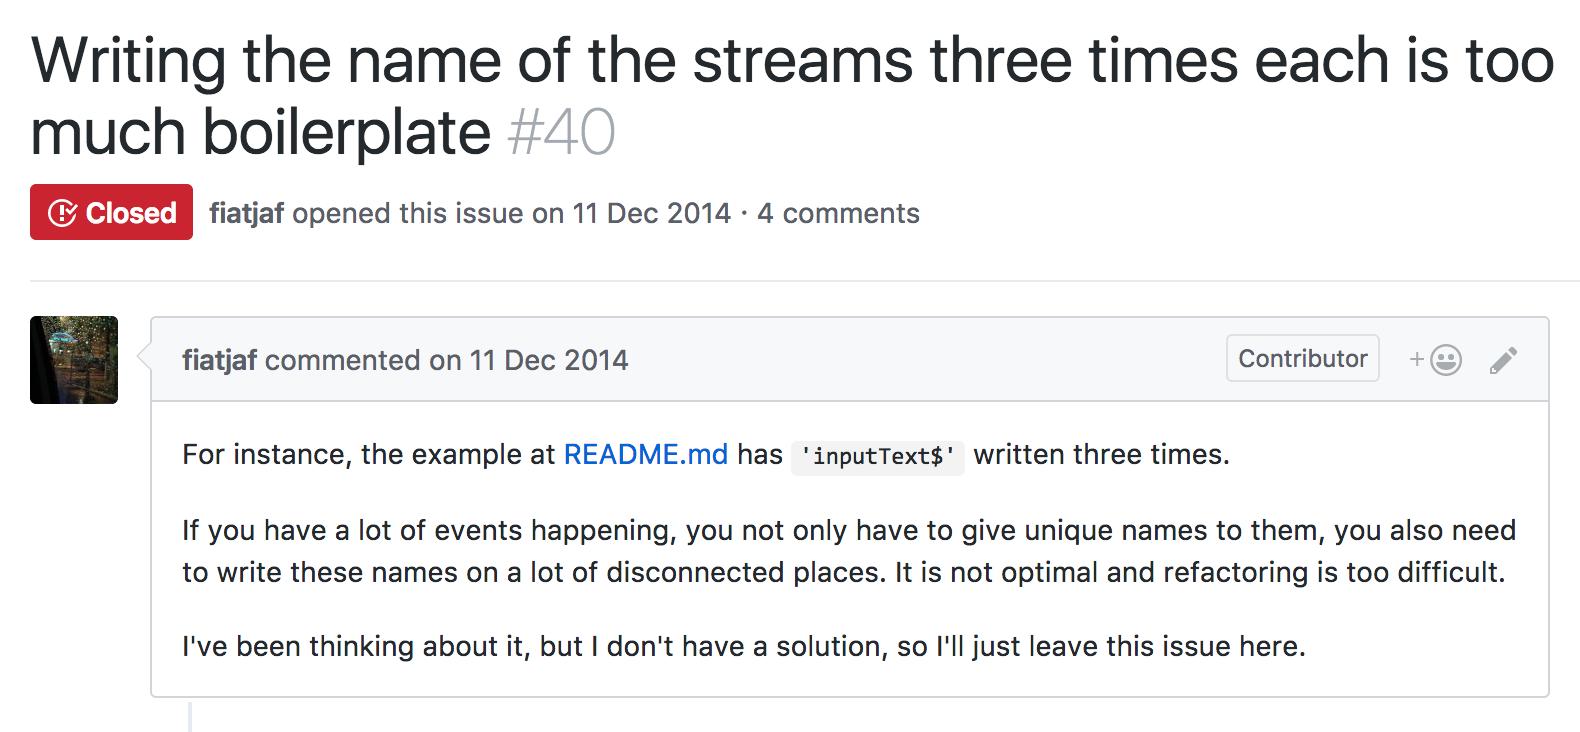 Writing the name of the streams three times each is too
much boilerplate #40
Closed fiatjaf opened this issue on 11 Dec 2014 · 4 comments
fiatjaf commented on 11 Dec 2014 Contributor +
For instance, the example at README.md has 'inputText$' written three times.
If you have a lot of events happening, you not only have to give unique names to them, you also need
to write these names on a lot of disconnected places. It is not optimal and refactoring is too difficult.
I've been thinking about it, but I don't have a solution, so I'll just leave this issue here.